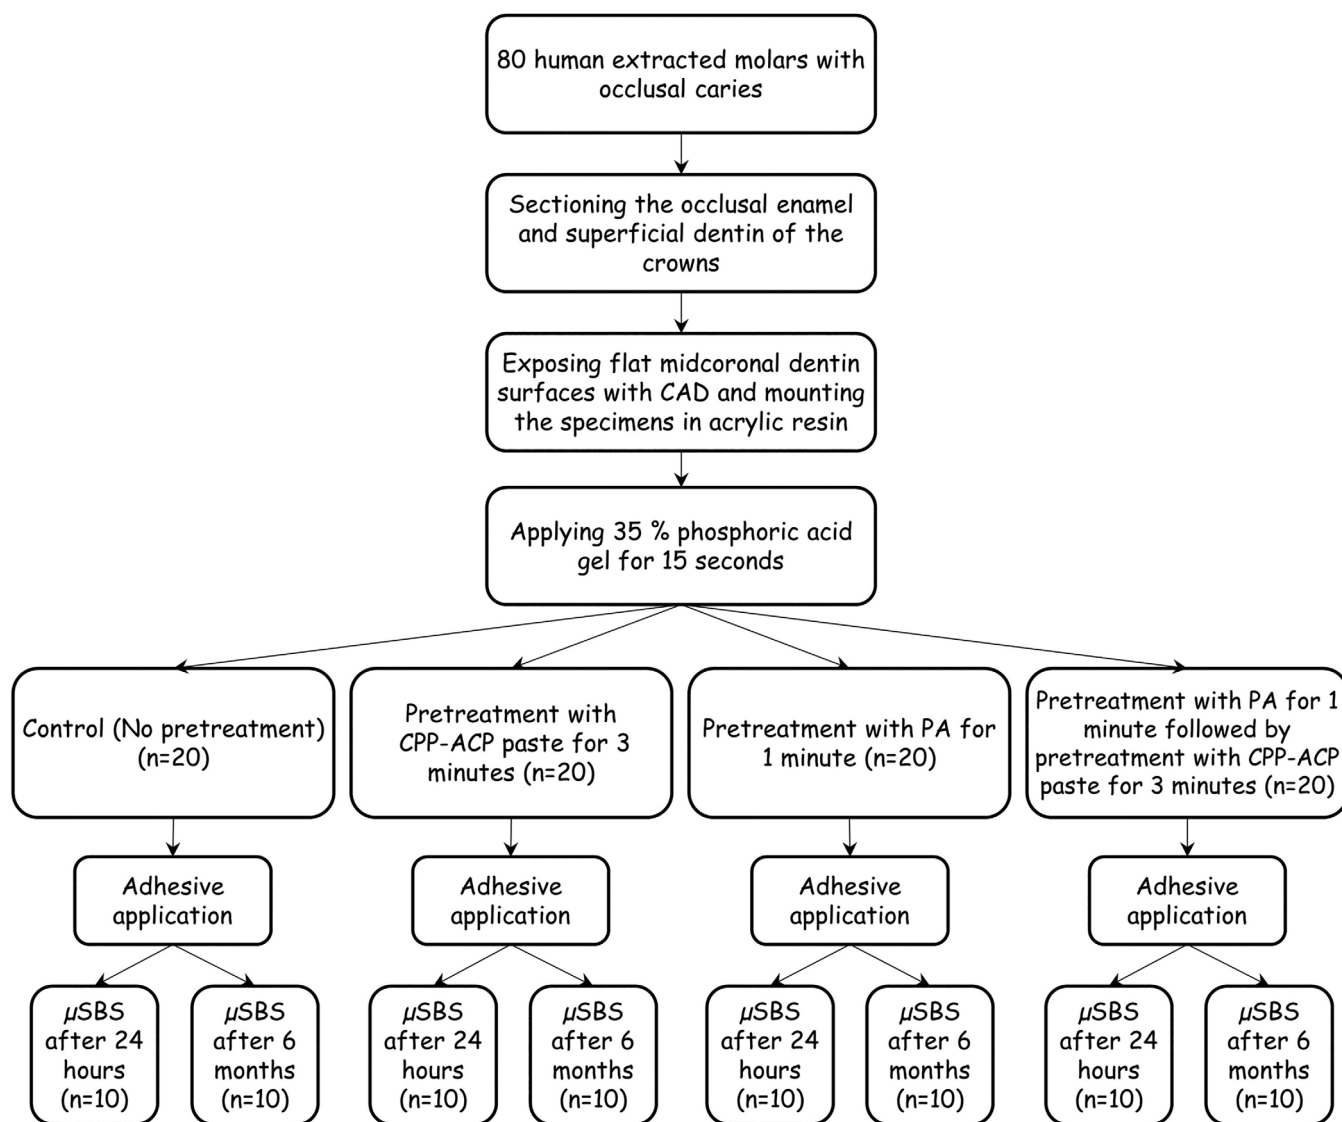 80 human extracted molars with
occlusal caries
Sectioning the occlusal enamel
and superficial dentin of the
crowns
Exposing flat midcoronal dentin
surfaces with CAD and mounting
the specimens in acrylic resin
Applying 35 % phosphoric acid
gel for 15 seconds
Control (No pretreatment)
(n=20)
Pretreatment with
CPP-ACP paste for 3
minutes (n=20)
Pretreatment with PA for
1 minute (n=20)
Pretreatment with PA for 1
minute followed by
pretreatment with CPP-ACP
paste for 3 minutes (n=20)
Adhesive
application
Adhesive
application
Adhesive
application
Adhesive
application
µSBS
after 24
hours
(n=10)
µSBS
after 6
months
(n=10)
µSBS
after 24
hours
(n=10)
µSBS
after 6
months
(n=10)
µSBS
after 24
hours
(n=10)
µSBS
after 6
months
(n=10)
µSBS
after 24
hours
(n=10)
µSBS
after 6
months
(n=10)